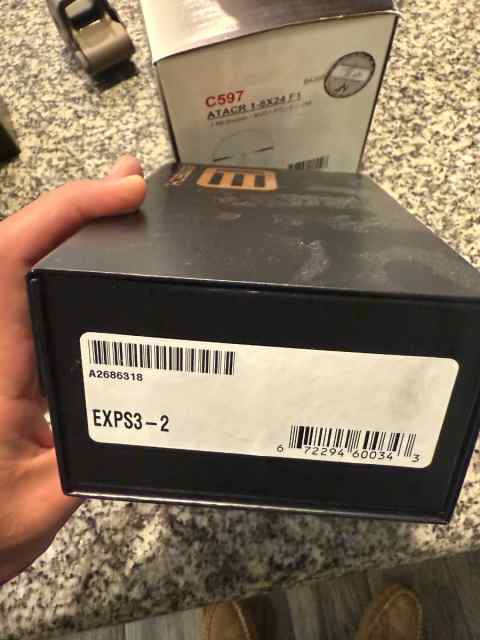 C597
ATACR 1-8X24 F1
A2686318
EXPS3-2
6 72294 60034 3